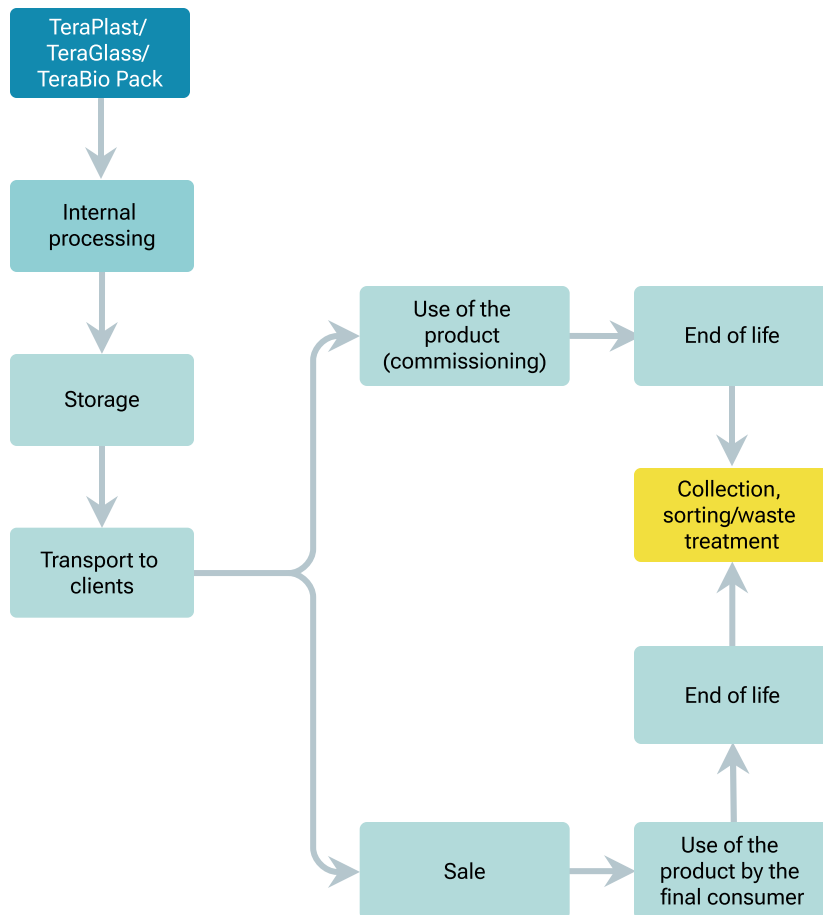 TeraPlast/
TeraGlass/
TeraBio Pack
Internal
processing
Storage
Transport to
clients
Use of the
product
(commissioning)
End of life
Collection,
sorting/waste
treatment
End of life
Sale
Use of the
product by the
final consumer